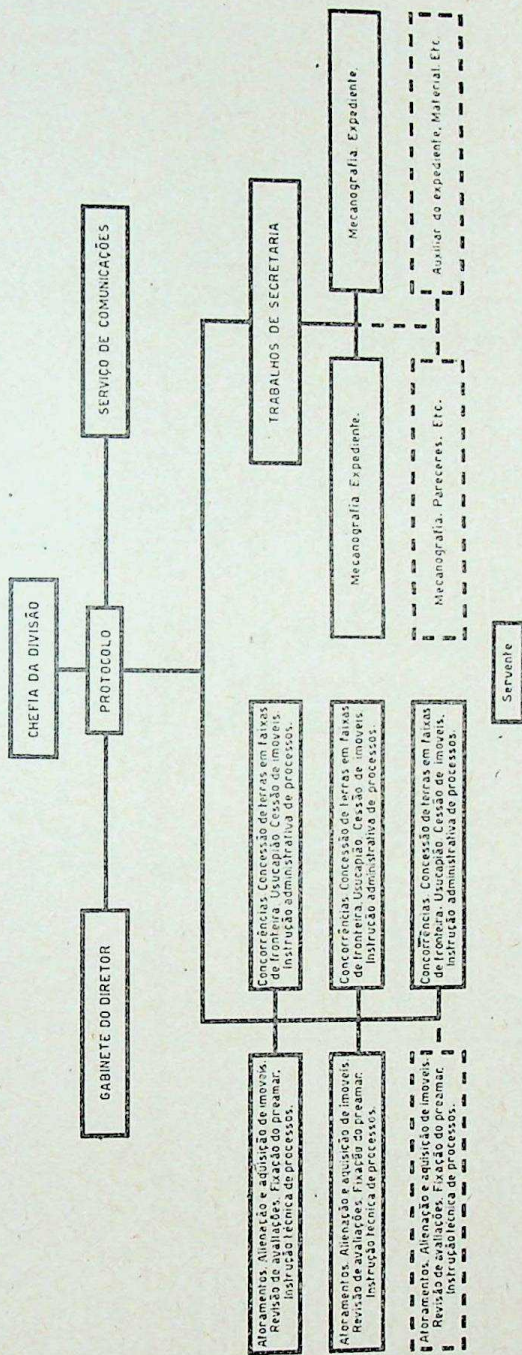 CHEFIA DA DIVISÃO
GABINETE DO DIRETOR
PROTOCOLO
SERVIÇO DE COMUNICAÇÕES
Aforamentos. Alienação e aquisição de imoveis.
Revisão de avaliações. Fixação do preamar.
Instrução técnica de processos.
Concorrências. Concessão de terras em faixas
de fronteira. Usucapião. Cessão de imoveis.
Instrução administrativa de processos.
TRABALHOS DE SECRETARIA
Aforamentos. Alienação e aquisição de imoveis.
Revisão de avaliações. Fixação do preamar.
Instrução tecnica de processos.
Concorrências. Concessão de terras em faixas
de fronteira. Usucapião. Cessão de imoveis.
Instrução administrativa de processos.
Mecanografia. Expediente.
Mecanografia. Expediente.
Aforamentos. Alienação e aquisição de imoveis.
Revisão de avaliações. Fixação do preamar.
Instrução técnica de processos.
Concorrências. Concessão de terras em faixas
de fronteira. Usucapião. Cessão de imoveis.
Instrução administrativa de processos.
Mecanografia. Pareceres. Etc.
Auxiliar do expediente. Material. Etc.
Servente